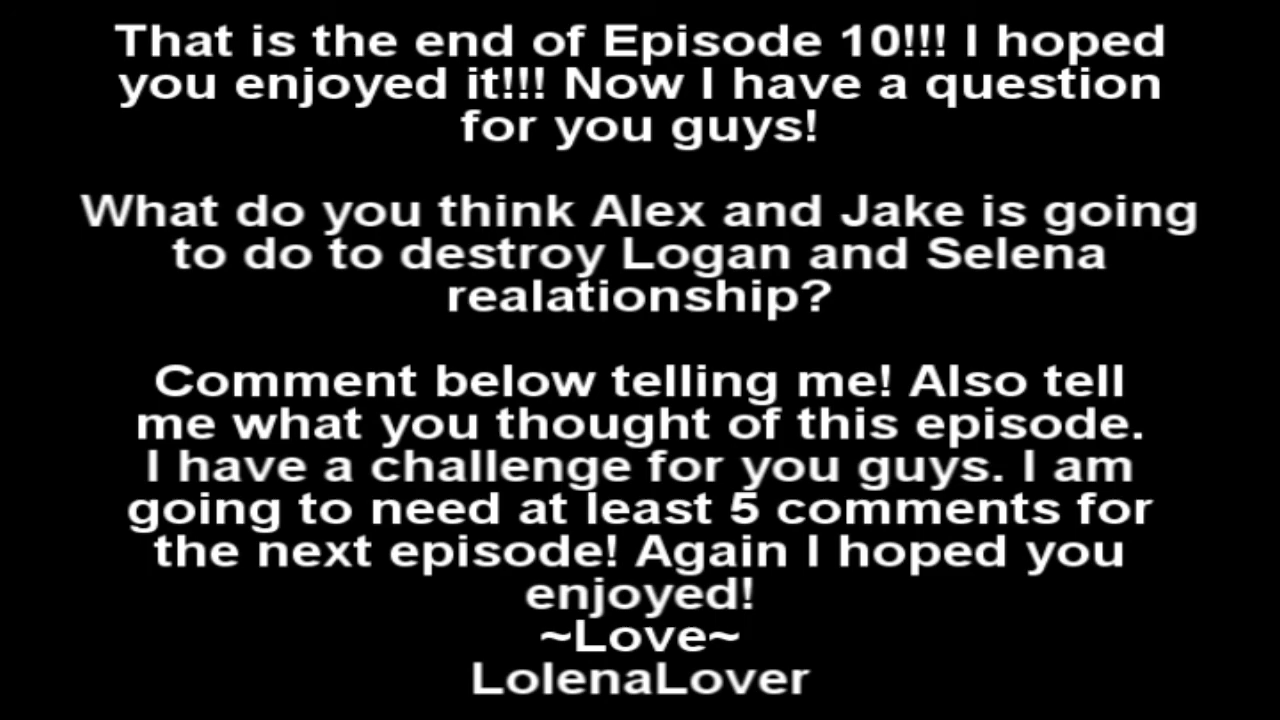 That is the end of Episode 10!!! I hoped
you enjoyed it!!! Now I have a question
for you guys!
What do you think Alex and Jake is going
to do to destroy Logan and Selena
realationship?
Comment below telling me! Also tell
me what you thought of this episode.
I have a challenge for you guys. I am
going to need at least 5 comments for
the next episode! Again I hoped you
enjoyed!
~Love~
LolenaLover